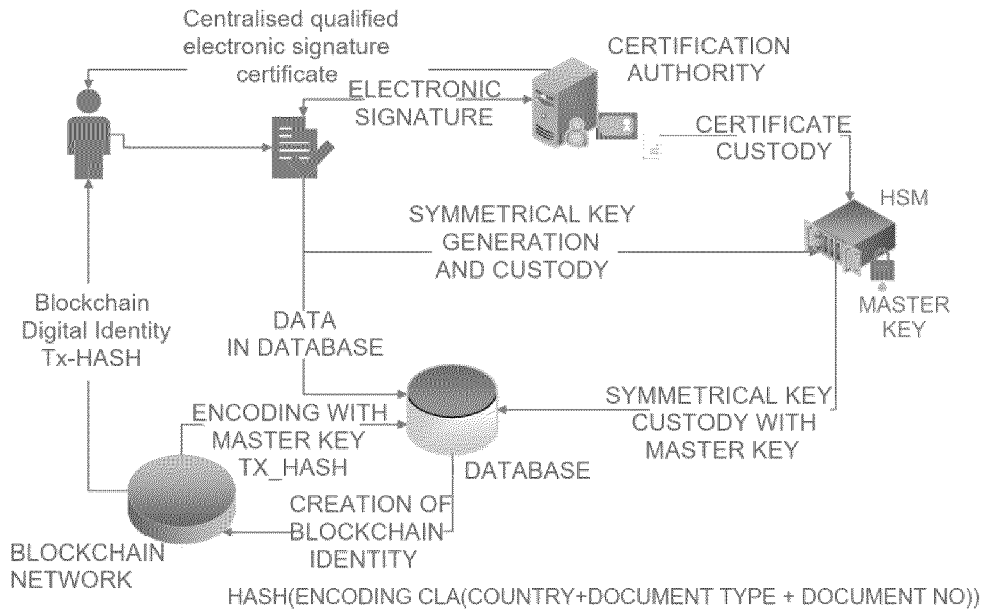 Centralised qualified
electronic signature
certificate
CERTIFICATION
AUTHORITY
ELECTRONIC
SIGNATURE
CERTIFICATE
CUSTODY
HSM
SYMMETRICAL KEY
GENERATION
AND CUSTODY
MASTER
KEY
Blockchain
Digital Identity
Tx-HASH
DATA
IN DATABASE
SYMMETRICAL KEY
CUSTODY WITH
MASTER KEY
ENCODING WITH
MASTER KEY
TX_HASH
DATABASE
CREATION OF
BLOCKCHAIN
IDENTITY
BLOCKCHAIN
NETWORK
HASH(ENCODING CLA(COUNTRY+DOCUMENT TYPE + DOCUMENT NO))